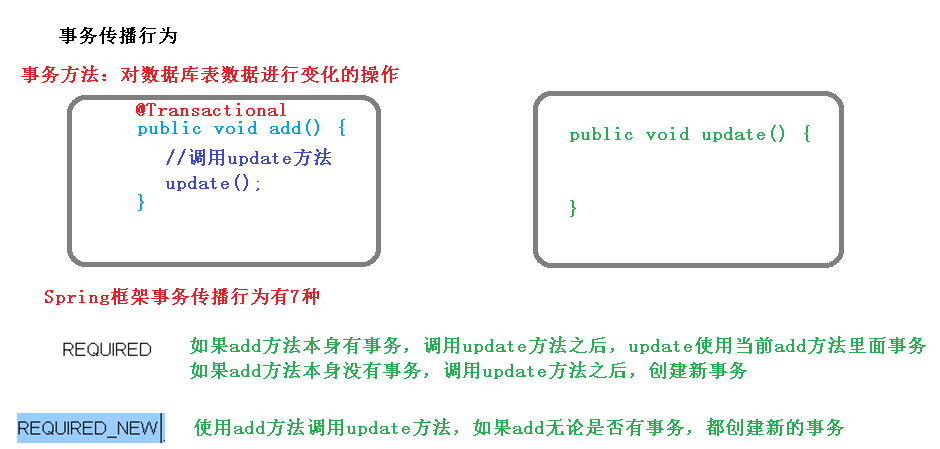 事务传播行为
事务方法：对数据库表数据进行变化的操作
@Transactional
public void add() {
//调用update方法
update();
}
public void update() {
}
Spring框架事务传播行为有7种
REQUIRED
如果add方法本身有事务，调用update方法之后，update使用当前add方法里面事务
如果add方法本身没有事务，调用update方法之后，创建新事务
REQUIRED_NEW
使用add方法调用update方法，如果add无论是否有事务，都创建新的事务